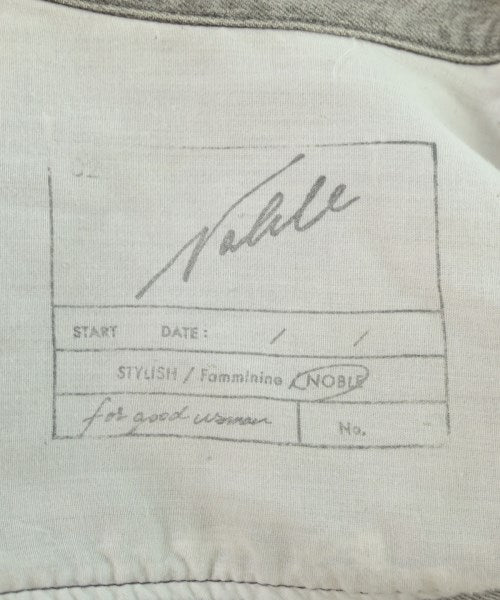 Noble
START DATE: / /
STYLISH / Famminine / NOBLE
for good woman
No.